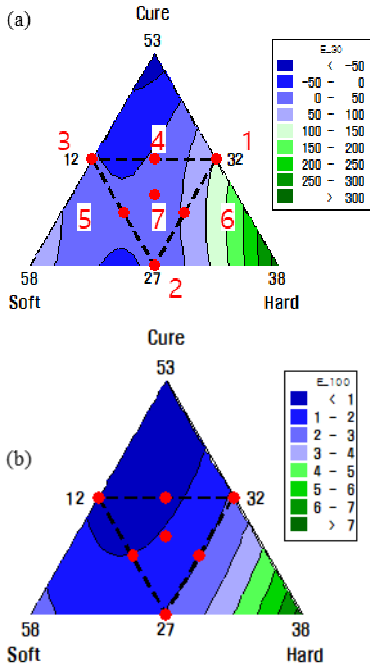 (a)
Cure
53
E_30
< -50
-50 - 0
0 - 50
50 - 100
100 - 150
150 - 200
200 - 250
250 - 300
> 300
3 4 1
12 32
5 7 6
58 27 2 38
Soft Hard
Cure
53
E_100
< 1
1 - 2
2 - 3
3 - 4
4 - 5
5 - 6
6 - 7
> 7
(b)
12 32
58 27 38
Soft Hard